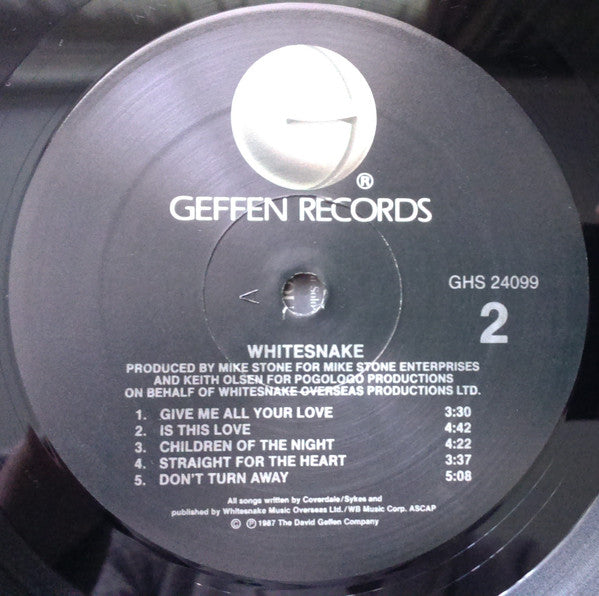 ®
GEFFEN RECORDS
GHS 24099
2
A
WHITESNAKE
PRODUCED BY MIKE STONE FOR MIKE STONE ENTERPRISES
AND KEITH OLSEN FOR POGOLOGO PRODUCTIONS
ON BEHALF OF WHITESNAKE OVERSEAS PRODUCTIONS LTD.
1. GIVE ME ALL YOUR LOVE 3:30
2. IS THIS LOVE 4:42
3. CHILDREN OF THE NIGHT 4:22
4. STRAIGHT FOR THE HEART 3:37
5. DON'T TURN AWAY 5:08
All songs written by Coverdale/Sykes and
published by Whitesnake Music Overseas Ltd./WB Music Corp. ASCAP
© ℗ 1987 The David Geffen Company